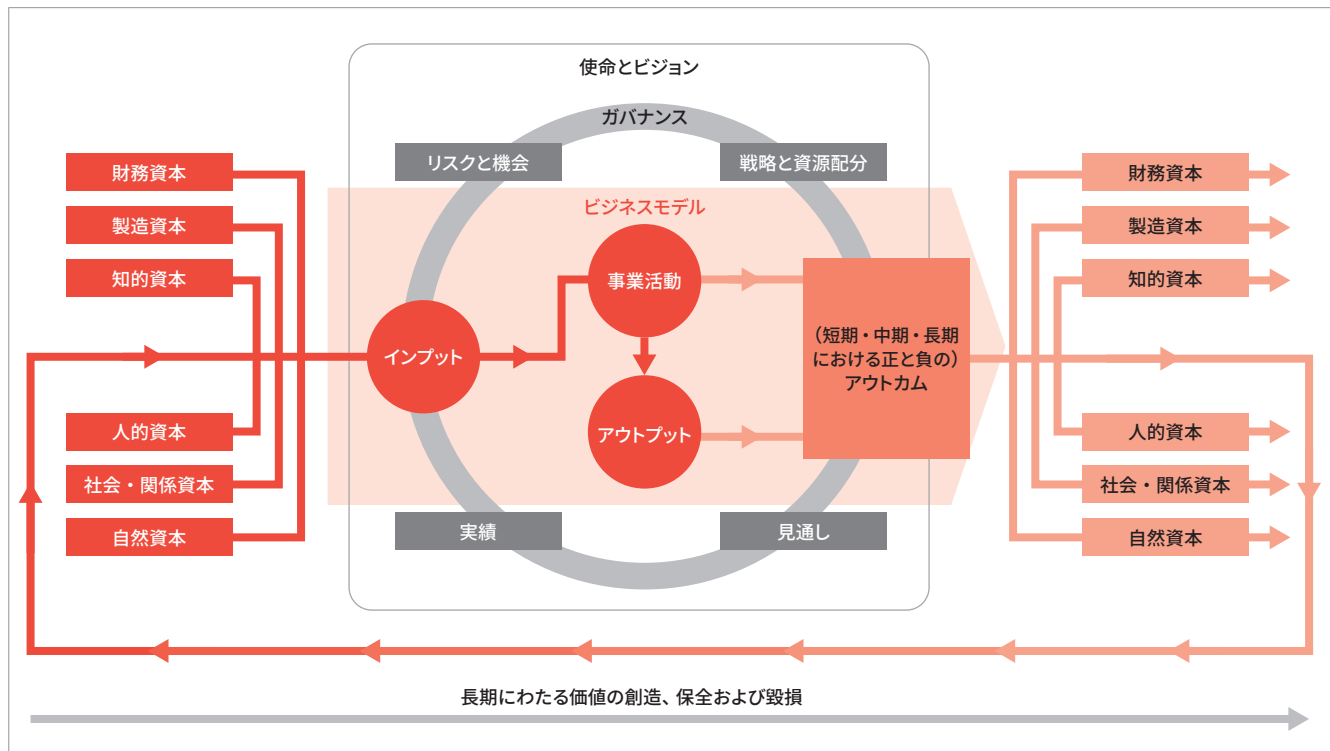 使命とビジョン
ガバナンス
リスクと機会
戦略と資源配分
財務資本
製造資本
知的資本
人的資本
社会・関係資本
自然資本
ビジネスモデル
インプット
事業活動
アウトプット
（短期・中期・長期
における正と負の）
アウトカム
実績
見通し
財務資本
製造資本
知的資本
人的資本
社会・関係資本
自然資本
長期にわたる価値の創造、保全および毀損